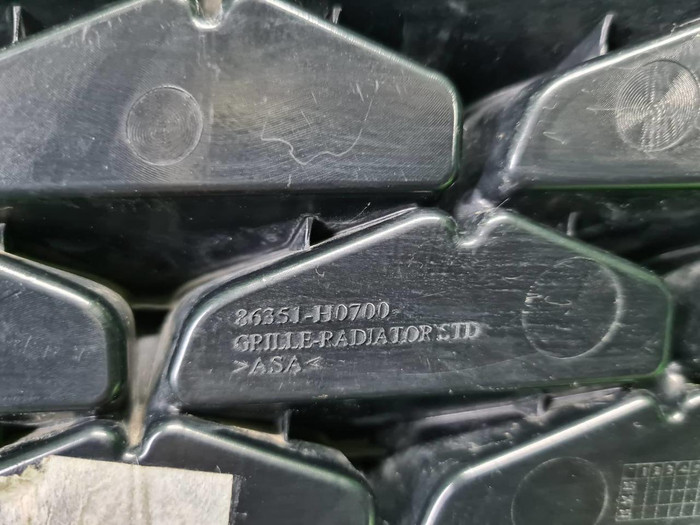 86351-H0700
GRILLE-RADIATOR STD
>ASA<